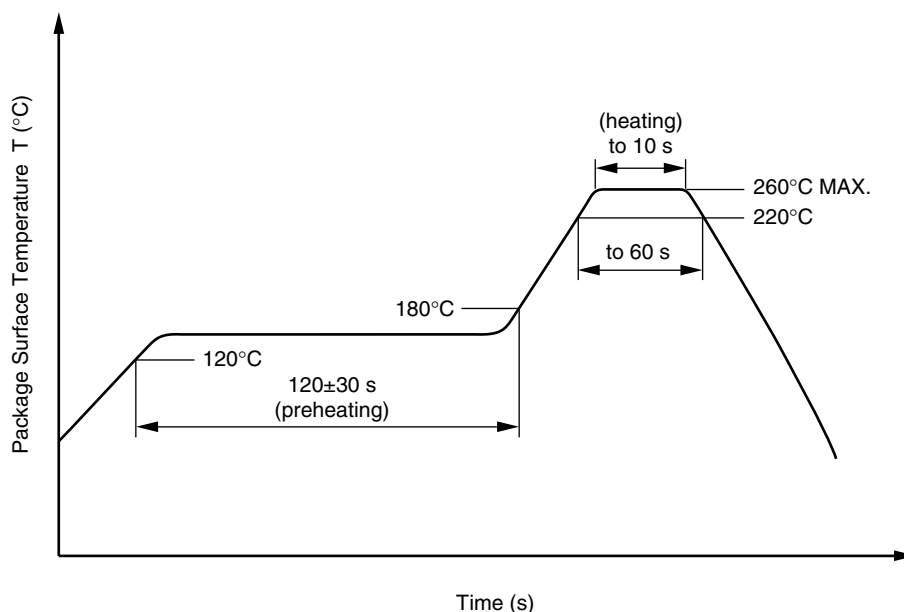 Package Surface Temperature T (°C)
(heating)
to 10 s
260°C MAX.
220°C
to 60 s
180°C
120°C
120±30 s
(preheating)
Time (s)